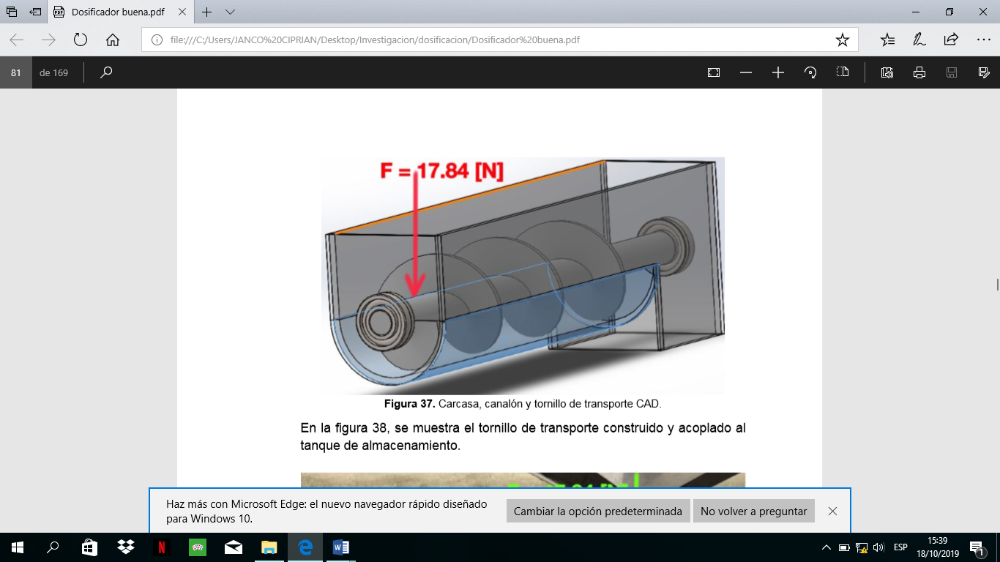 Dosificador buena.pdf
file:///C:/Users/JANCO%20CIPRIAN/Desktop/Investigacion/dosificacion/Dosificador%20buena.pdf
81 de 169
F = 17.84 [N]
Figura 37. Carcasa, canalón y tornillo de transporte CAD.
En la figura 38, se muestra el tornillo de transporte construido y acoplado al
tanque de almacenamiento.
Haz más con Microsoft Edge: el nuevo navegador rápido diseñado
para Windows 10.
Cambiar la opción predeterminada
No volver a preguntar
ESP
15:39
18/10/2019
1